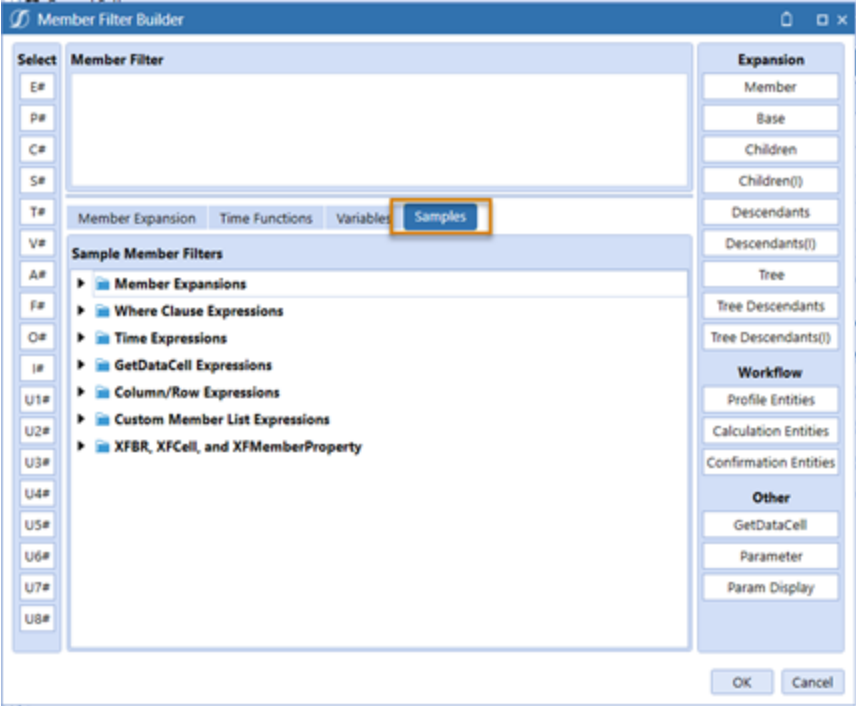 Member Filter Builder
Select
E#
P#
C#
S#
T#
V#
A#
F#
O#
I#
U1#
U2#
U3#
U4#
U5#
U6#
U7#
U8#
Member Filter
Member Expansion Time Functions Variables Samples
Sample Member Filters
Member Expansions
Where Clause Expressions
Time Expressions
GetDataCell Expressions
Column/Row Expressions
Custom Member List Expressions
XFBR, XFCell, and XFMemberProperty
Expansion
Member
Base
Children
Children(I)
Descendants
Descendants(I)
Tree
Tree Descendants
Tree Descendants(I)
Workflow
Profile Entities
Calculation Entities
Confirmation Entities
Other
GetDataCell
Parameter
Param Display
OK Cancel